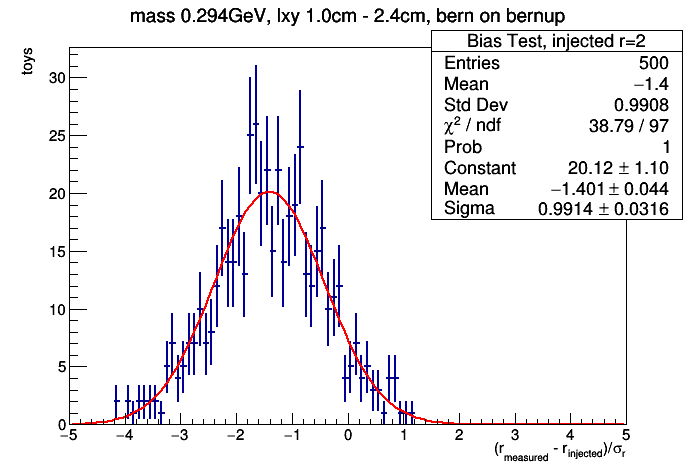 mass 0.294GeV, lxy 1.0cm - 2.4cm, bern on bernup
toys
Bias Test, injected r=2
Entries 500
Mean −1.4
Std Dev 0.9908
χ² / ndf 38.79 / 97
Prob 1
Constant 20.12 ± 1.10
Mean −1.401 ± 0.044
Sigma 0.9914 ± 0.0316
30
25
20
15
10
5
0
−5 −4 −3 −2 −1 0 1 2 3 4 5
(r_measured - r_injected)/σ_r